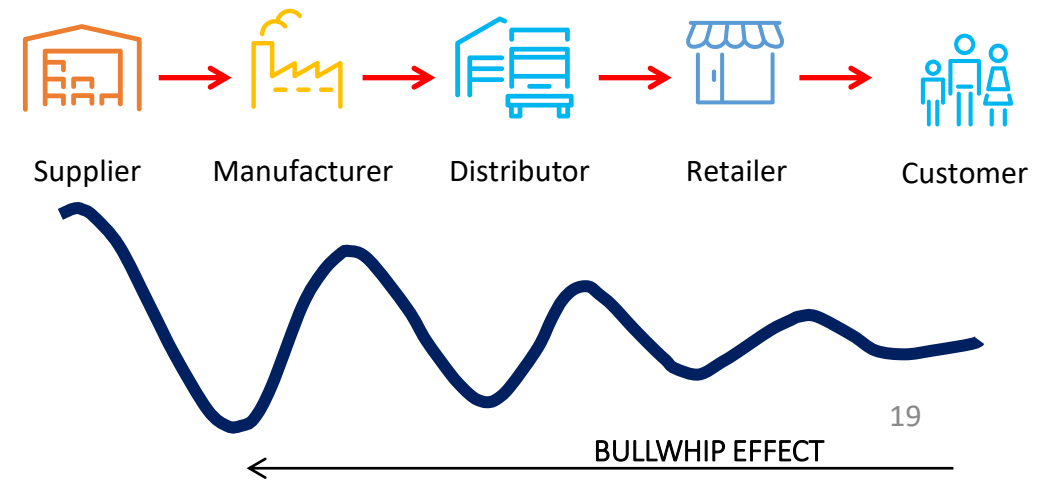 Supplier Manufacturer Distributor Retailer Customer
19
BULLWHIP EFFECT